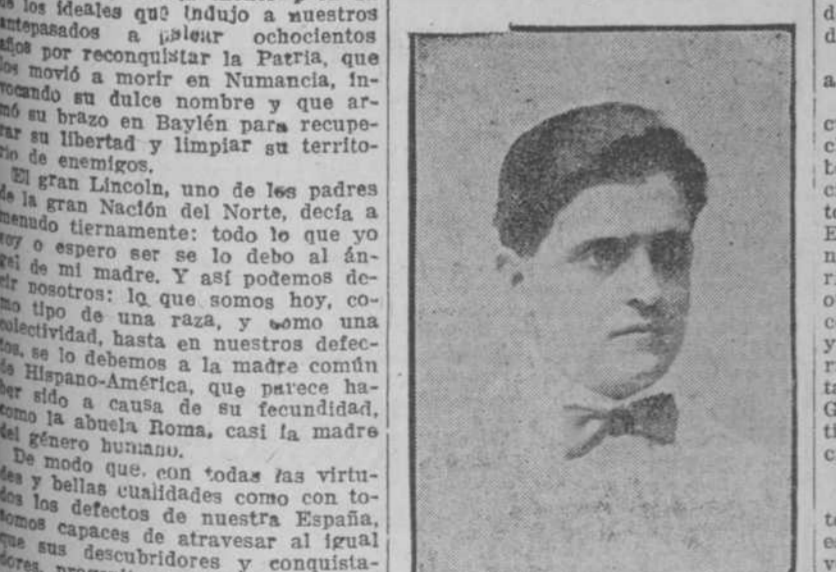 los ideales que indujo a nuestros
antepasados a pelear ochocientos
años por reconquistar la Patria, que
los movió a morir en Numancia, in-
vocando su dulce nombre y que ar-
mó su brazo en Baylén para recupe-
rar su libertad y limpiar su territo-
rio de enemigos.
El gran Lincoln, uno de los padres
de la gran Nación del Norte, decía a
menudo tiernamente: todo lo que yo
soy o espero ser se lo debo al án-
gel de mi madre. Y así podemos de-
cir nosotros: lo que somos hoy, co-
mo tipo de una raza, y como una
colectividad, hasta en nuestros defec-
tos, se lo debemos a la madre común
de Hispano-América, que parece ha-
ber sido a causa de su fecundidad,
como la abuela Roma, casi la madre
del género humano.
De modo que, con todas las virtu-
des y bellas cualidades como con to-
dos los defectos de nuestra España,
somos capaces de atravesar al igual
que sus descubridores y conquista-
dores,